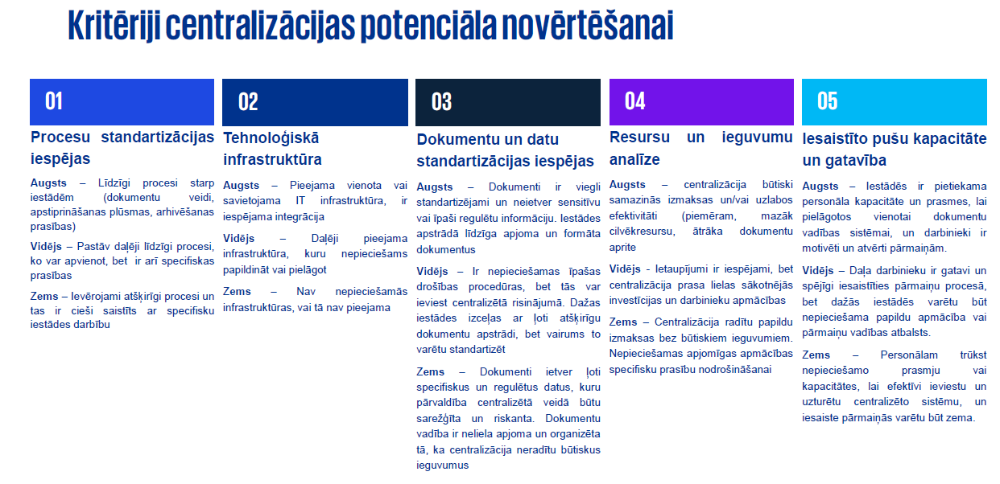 Kritēriji centralizācijas potenciāla novērtēšanai
01
Procesu standartizācijas
iespējas
Augsts – Līdzīgi procesi starp
iestādēm (dokumentu veidi,
apstiprināšanas plūsmas, arhivēšanas
prasības)
Vidējs – Pastāv daļēji līdzīgi procesi,
ko var apvienot, bet ir arī specifiskas
prasības
Zems – Ievērojami atšķirīgi procesi un
tas ir cieši saistīts ar specifisku
iestādes darbību
02
Tehnoloģiskā
infrastruktūra
Augsts – Pieejama vienota vai
savietojama IT infrastruktūra, ir
iespējama integrācija
Vidējs – Daļēji pieejama
infrastruktūra, kuru nepieciešams
papildināt vai pielāgot
Zems – Nav nepieciešamās
infrastruktūras, vai tā nav pieejama
03
Dokumentu un datu
standartizācijas iespējas
Augsts – Dokumenti ir viegli
standartizējami un neietver sensitīvu
vai īpaši regulētu informāciju. Iestādes
apstrādā līdzīga apjoma un formāta
dokumentus
Vidējs – Ir nepieciešamas īpašas
drošības procedūras, bet tās var
ieviest centralizētā risinājumā. Dažas
iestādes izceļas ar ļoti atšķirīgu
dokumentu apstrādi, bet vairums to
varētu standartizēt
Zems – Dokumenti ietver ļoti
specifiskus un regulētus datus, kuru
pārvaldība centralizētā veidā būtu
sarežģīta un riskanta. Dokumentu
vadība ir neliela apjoma un organizēta
tā, ka centralizācija neradītu būtiskus
ieguvumus
04
Resursu un ieguvumu
analīze
Augsts – centralizācija būtiski
samazinās izmaksas un/vai uzlabos
efektivitāti (piemēram, mazāk
cilvēkresursu, ātrāka dokumentu
aprite
Vidējs - Ietaupījumi ir iespējami, bet
centralizācija prasa lielas sākotnējās
investīcijas un darbinieku apmācības
Zems – Centralizācija radītu papildu
izmaksas bez būtiskiem ieguvumiem.
Nepieciešamas apjomīgas apmācības
specifisku prasību nodrošināšanai
05
Iesaistīto pušu kapacitāte
un gatavība
Augsts – Iestādēs ir pietiekama
personāla kapacitāte un prasmes, lai
pielāgotos vienotai dokumentu
vadības sistēmai, un darbinieki ir
motivēti un atvērti pārmaiņām.
Vidējs – Daļa darbinieku ir gatavi un
spējīgi iesaistīties pārmaiņu procesā,
bet dažās iestādēs varētu būt
nepieciešama papildu apmācība vai
pārmaiņu vadības atbalsts.
Zems – Personālam trūkst
nepieciešamo prasmju vai
kapacitātes, lai efektīvi ieviestu un
uzturētu centralizēto sistēmu, un
iesaiste pārmaiņās varētu būt zema.